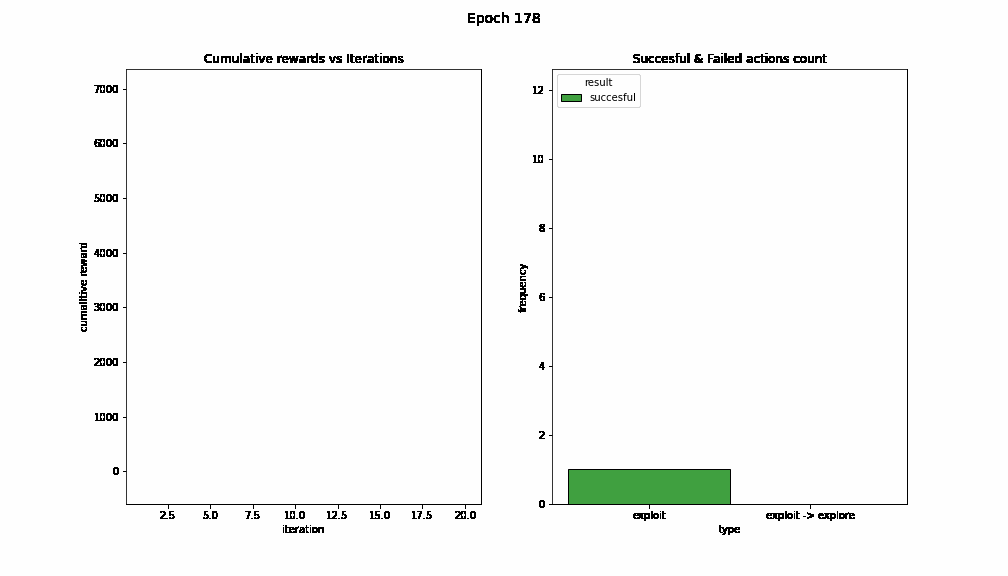 Epoch 178
Cumulative rewards vs Iterations
7000
6000
5000
4000
3000
2000
1000
0
cumalitive reward
2.5 5.0 7.5 10.0 12.5 15.0 17.5 20.0
iteration
Succesful & Failed actions count
result
succesful
12
10
8
6
4
2
0
frequency
exploit exploit -> explore
type